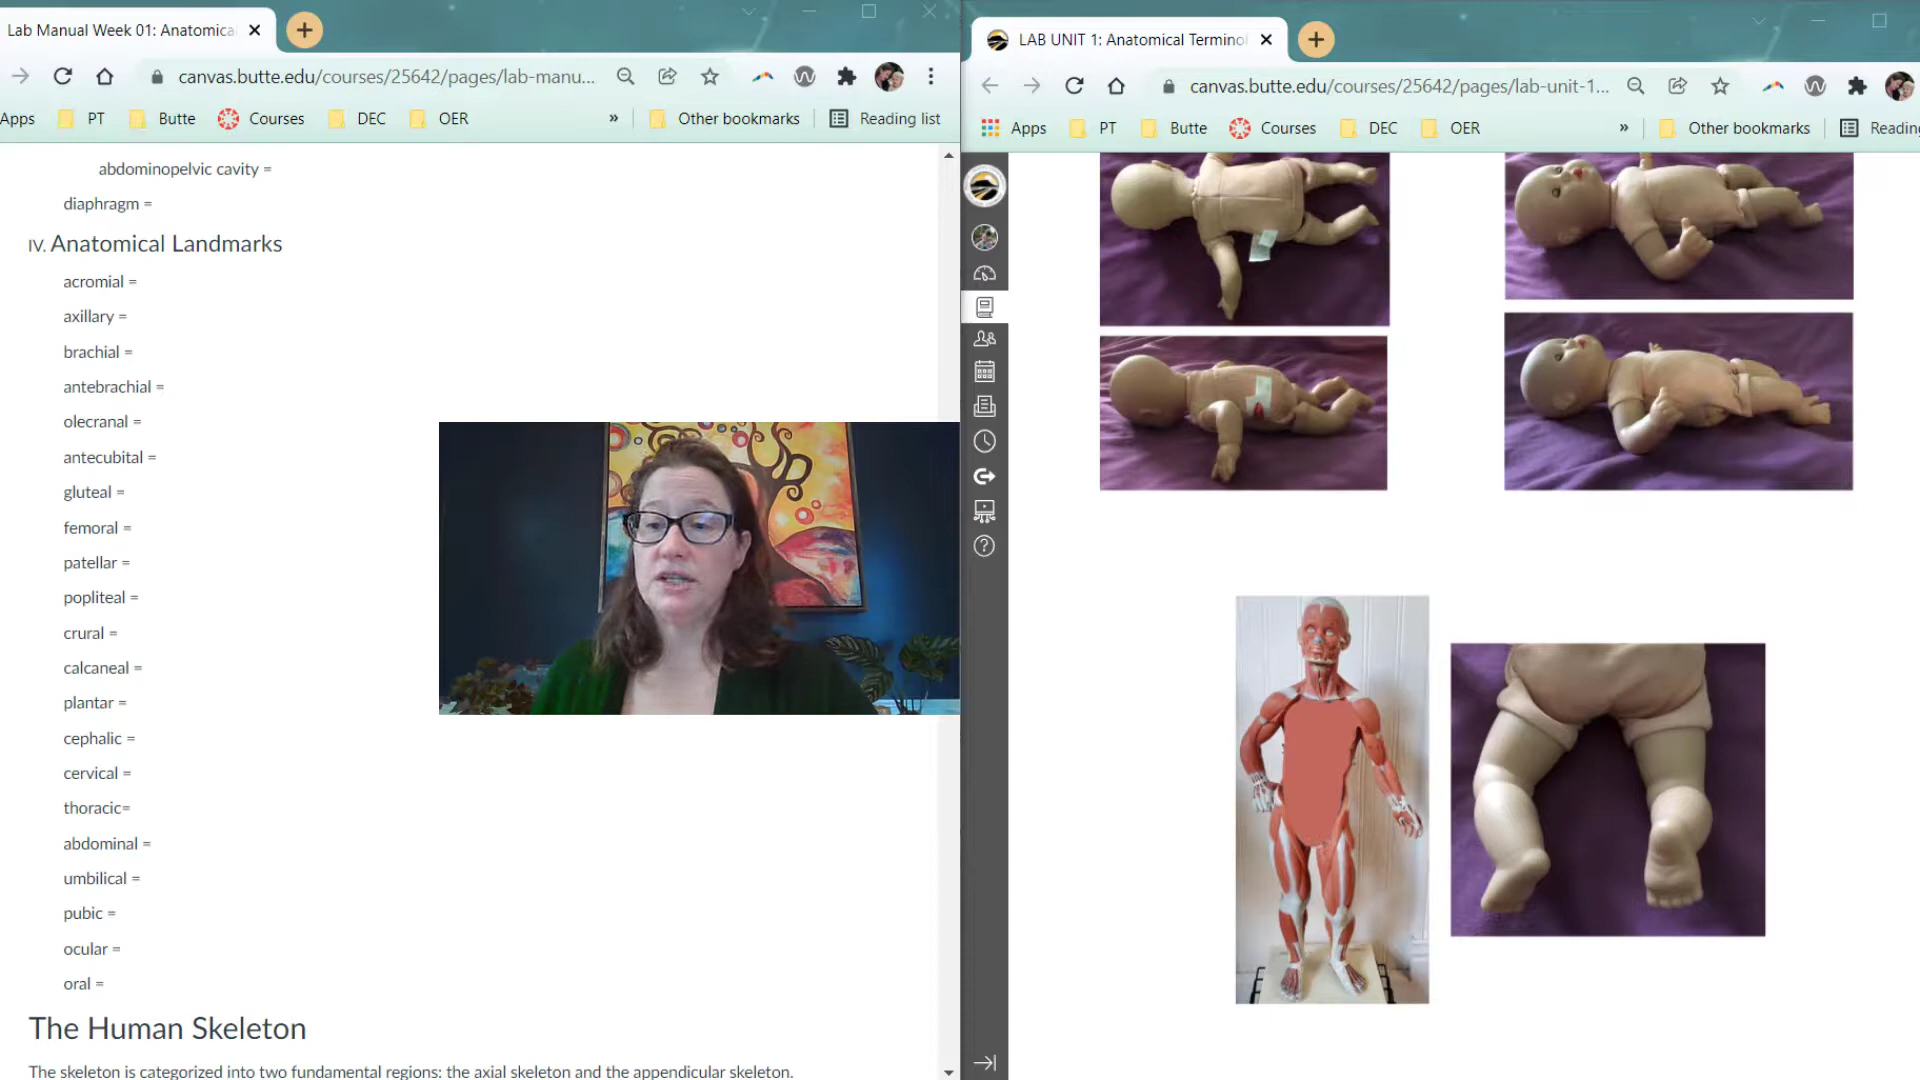 Lab Manual Week 01: Anatomica
canvas.butte.edu/courses/25642/pages/lab-manu...
Apps PT Butte Courses DEC OER » Other bookmarks Reading list
abdominopelvic cavity =
diaphragm =
IV. Anatomical Landmarks
acromial =
axillary =
brachial =
antebrachial =
olecranal =
antecubital =
gluteal =
femoral =
patellar =
popliteal =
crural =
calcaneal =
plantar =
cephalic =
cervical =
thoracic=
abdominal =
umbilical =
pubic =
ocular =
oral =
The Human Skeleton
The skeleton is categorized into two fundamental regions: the axial skeleton and the appendicular skeleton.
LAB UNIT 1: Anatomical Terminol
canvas.butte.edu/courses/25642/pages/lab-unit-1...
Apps PT Butte Courses DEC OER » Other bookmarks Reading